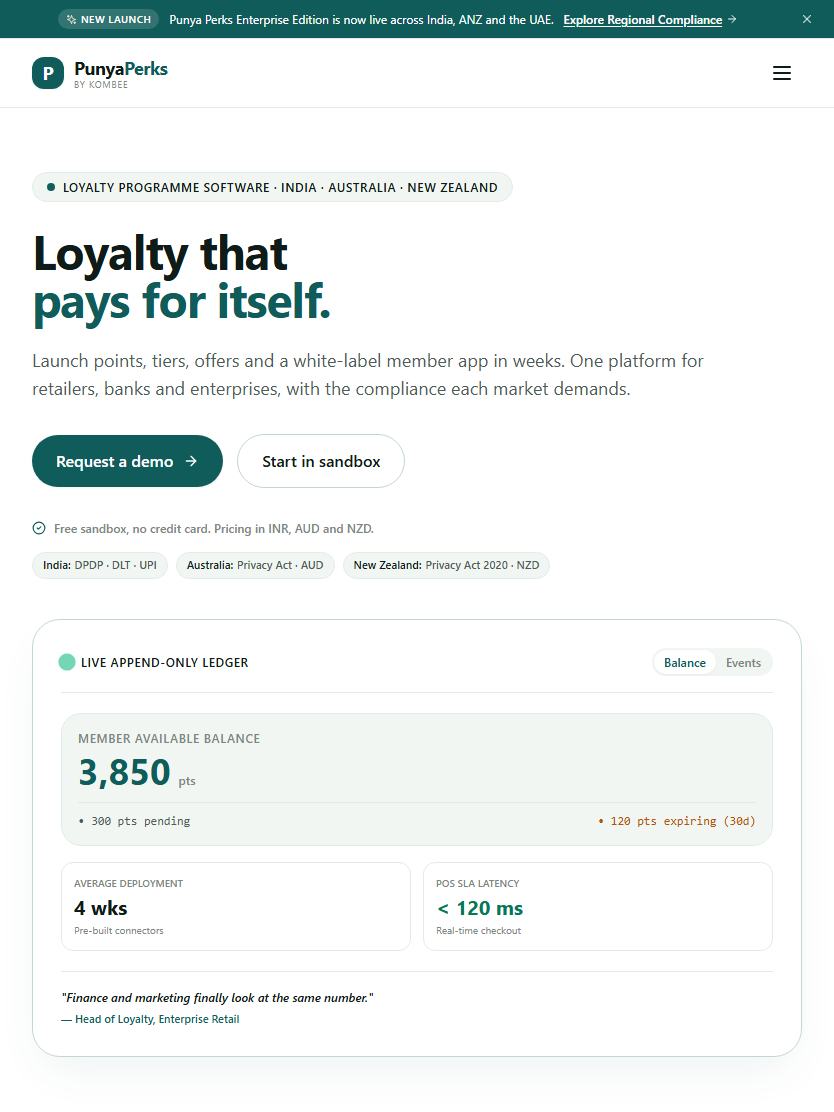 NEW LAUNCH Punya Perks Enterprise Edition is now live across India, ANZ and the UAE. Explore Regional Compliance →
P PunyaPerks
BY KOMBEE
LOYALTY PROGRAMME SOFTWARE · INDIA · AUSTRALIA · NEW ZEALAND
Loyalty that
pays for itself.
Launch points, tiers, offers and a white-label member app in weeks. One platform for
retailers, banks and enterprises, with the compliance each market demands.
Request a demo → Start in sandbox
Free sandbox, no credit card. Pricing in INR, AUD and NZD.
India: DPDP · DLT · UPI Australia: Privacy Act · AUD New Zealand: Privacy Act 2020 · NZD
LIVE APPEND-ONLY LEDGER Balance Events
MEMBER AVAILABLE BALANCE
3,850 pts
• 300 pts pending • 120 pts expiring (30d)
AVERAGE DEPLOYMENT POS SLA LATENCY
4 wks < 120 ms
Pre-built connectors Real-time checkout
"Finance and marketing finally look at the same number."
— Head of Loyalty, Enterprise Retail